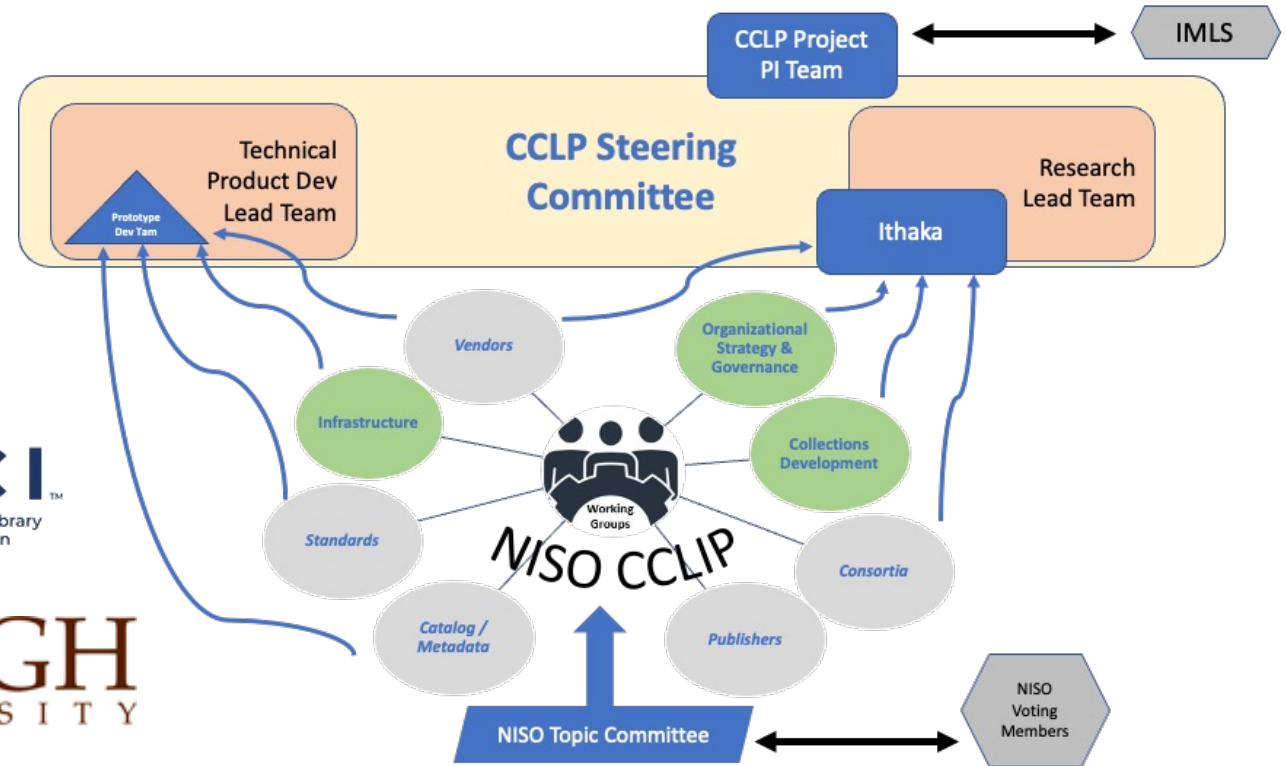 CCLP Project
PI Team
IMLS
CCLP Steering
Committee
Technical
Product Dev
Lead Team
Prototype
Dev Tam
Research
Lead Team
Ithaka
Vendors
Organizational
Strategy &
Governance
Infrastructure
Collections
Development
Working
Groups
NISO CCLIP
Standards
Consortia
Catalog /
Metadata
Publishers
NISO Topic Committee
NISO
Voting
Members
CI™
brary
n
GH
SITY